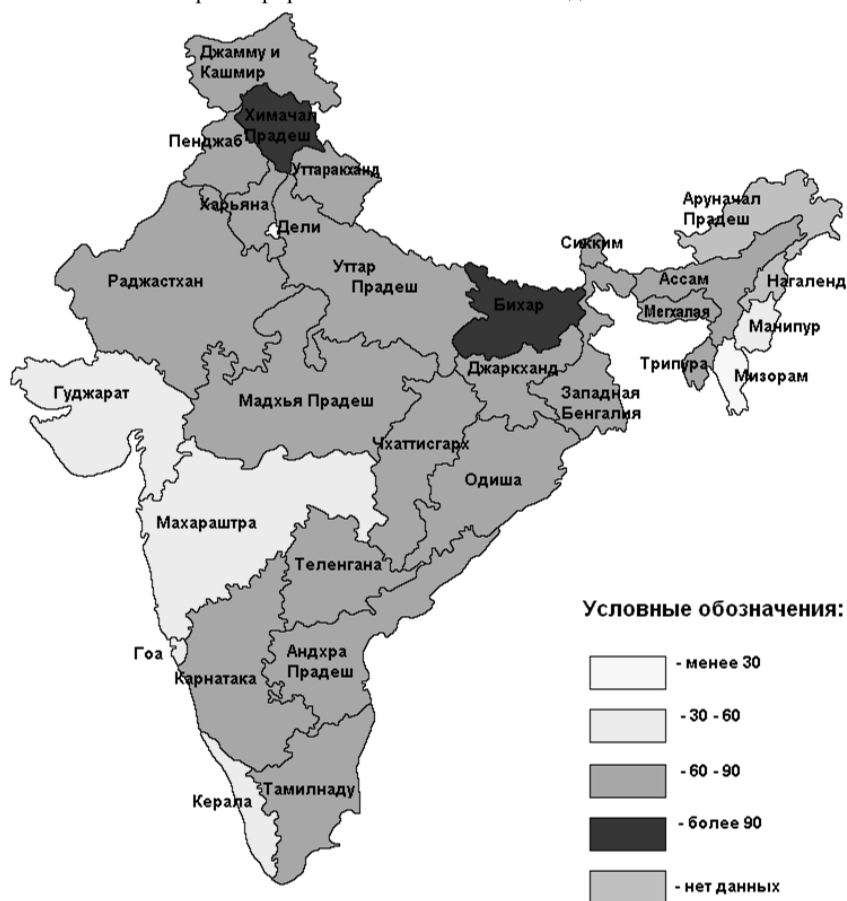 Джамму и
Кашмир
Химачал
Прадеш
Пенджаб
Уттаракханд
Харьяна
Дели
Аруначал
Прадеш
Сикким
Раджастхан
Уттар
Прадеш
Ассам
Нагаленд
Бихар
Мегхалая
Манипур
Джаркханд
Трипура
Мизорам
Гуджарат
Мадхья Прадеш
Западная
Бенгалия
Чхаттисгарх
Одиша
Махараштра
Теленгана
Условные обозначения:
Гоа
Андхра
Прадеш
Карнатака
- менее 30
- 30 - 60
- 60 - 90
Керала
Тамилнаду
- более 90
- нет данных